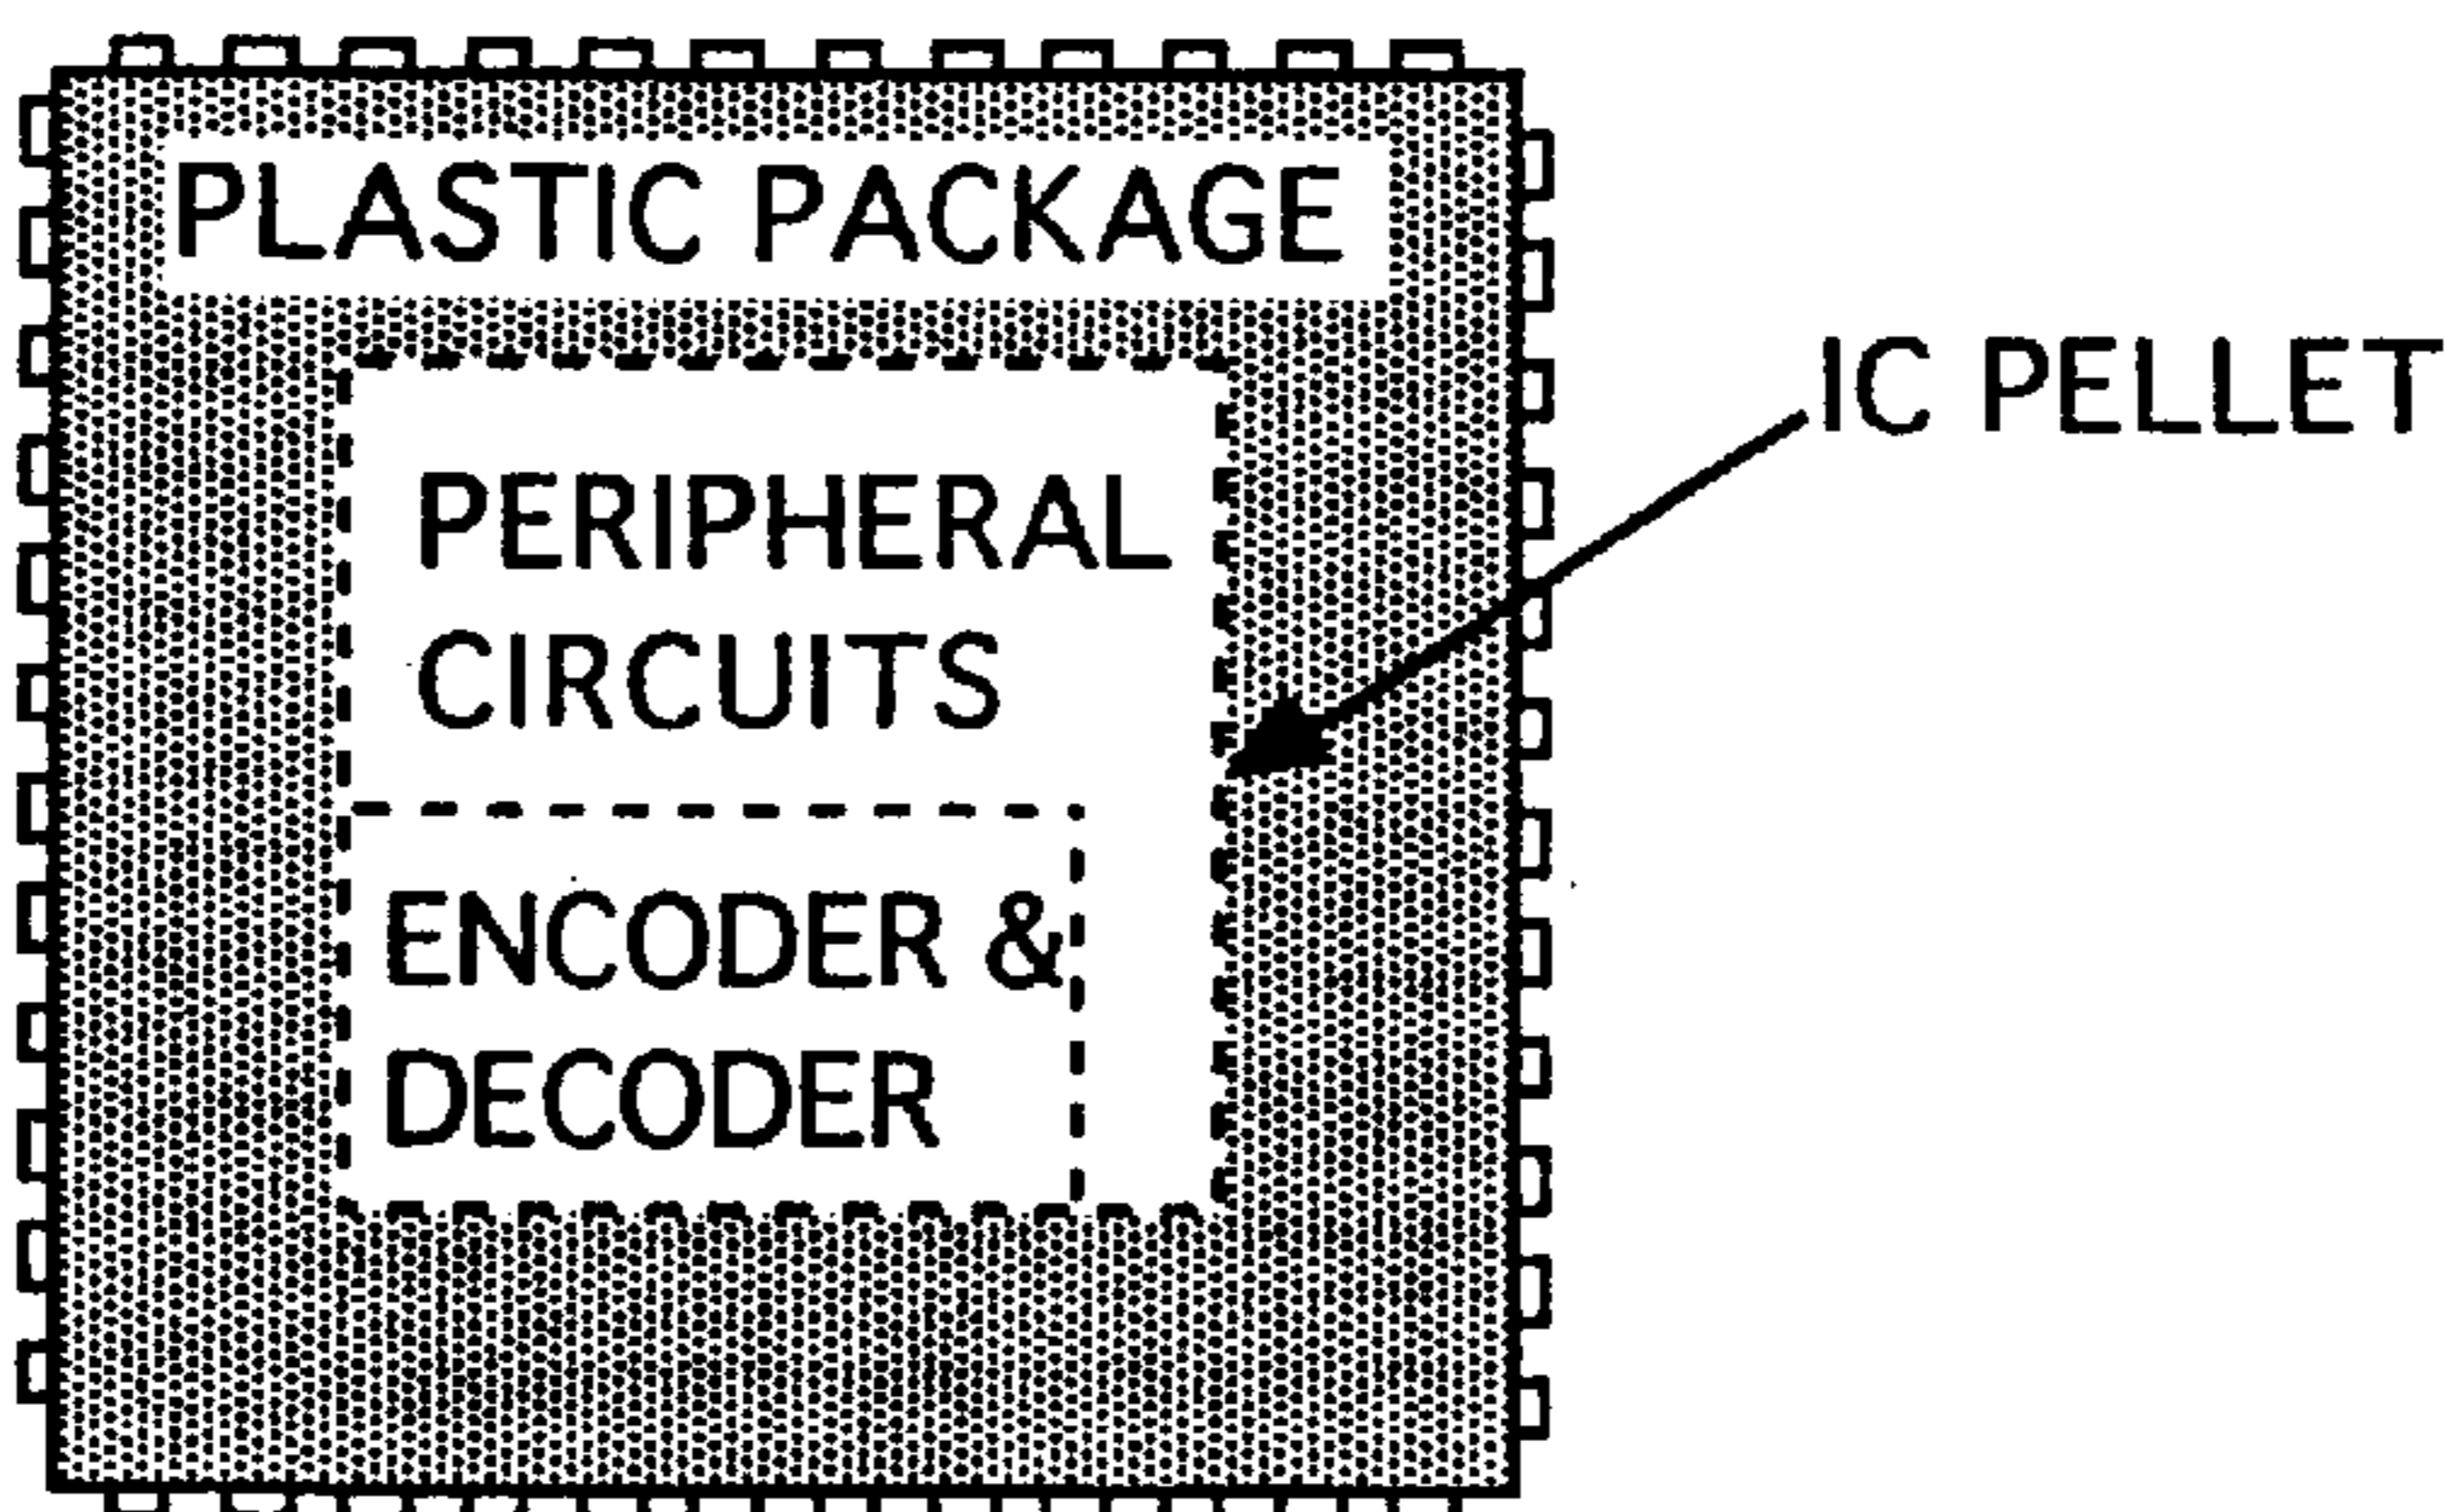 PLASTIC PACKAGE
IC PELLET
PERIPHERAL
CIRCUITS
ENCODER &
DECODER